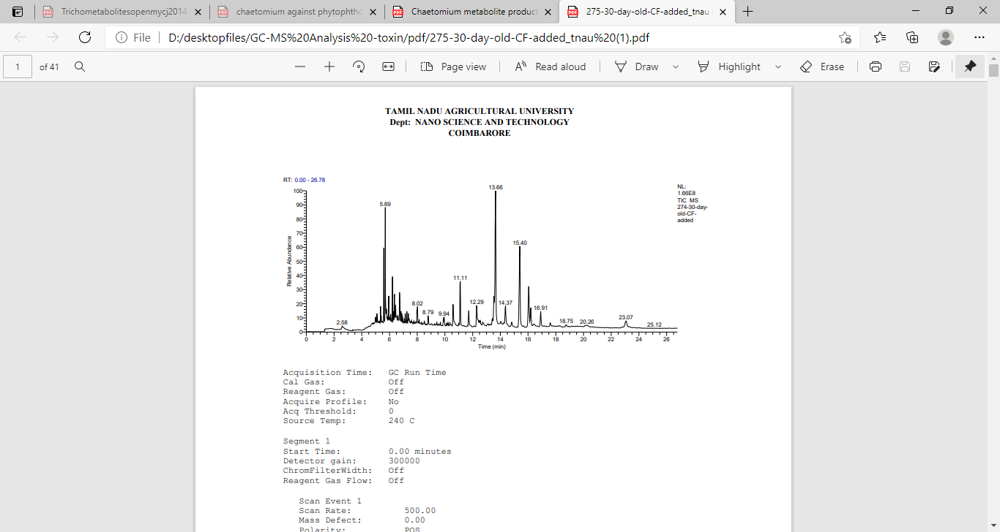 Trichometabolitesopenmycj2014
chaetomium against phytophtho
Chaetomium metabolite product
275-30-day-old-CF-added_tnau
File
D:/desktopfiles/GC-MS%20Analysis%20-toxin/pdf/275-30-day-old-CF-added_tnau%20(1).pdf
1 of 41
Page view
A Read aloud
Draw
Highlight
Erase
TAMIL NADU AGRICULTURAL UNIVERSITY
Dept: NANO SCIENCE AND TECHNOLOGY
COIMBARORE
RT: 0.00 - 26.78
NL:
1.66E8
TIC MS
274-30-day-
old-CF-
added
13.66
5.69
15.40
11.11
8.02
12.29
14.37
8.79
9.94
16.91
2.58
18.75
20.26
23.07
25.12
100
90
80
70
60
50
40
30
20
10
0
Relative Abundance
0 2 4 6 8 10 12 14 16 18 20 22 24 26
Time (min)
Acquisition Time: GC Run Time
Cal Gas: Off
Reagent Gas: Off
Acquire Profile: No
Acq Threshold: 0
Source Temp: 240 C
Segment 1
Start Time: 0.00 minutes
Detector gain: 300000
ChromFilterWidth: Off
Reagent Gas Flow: Off
Scan Event 1
Scan Rate: 500.00
Mass Defect: 0.00
Polarity: POS